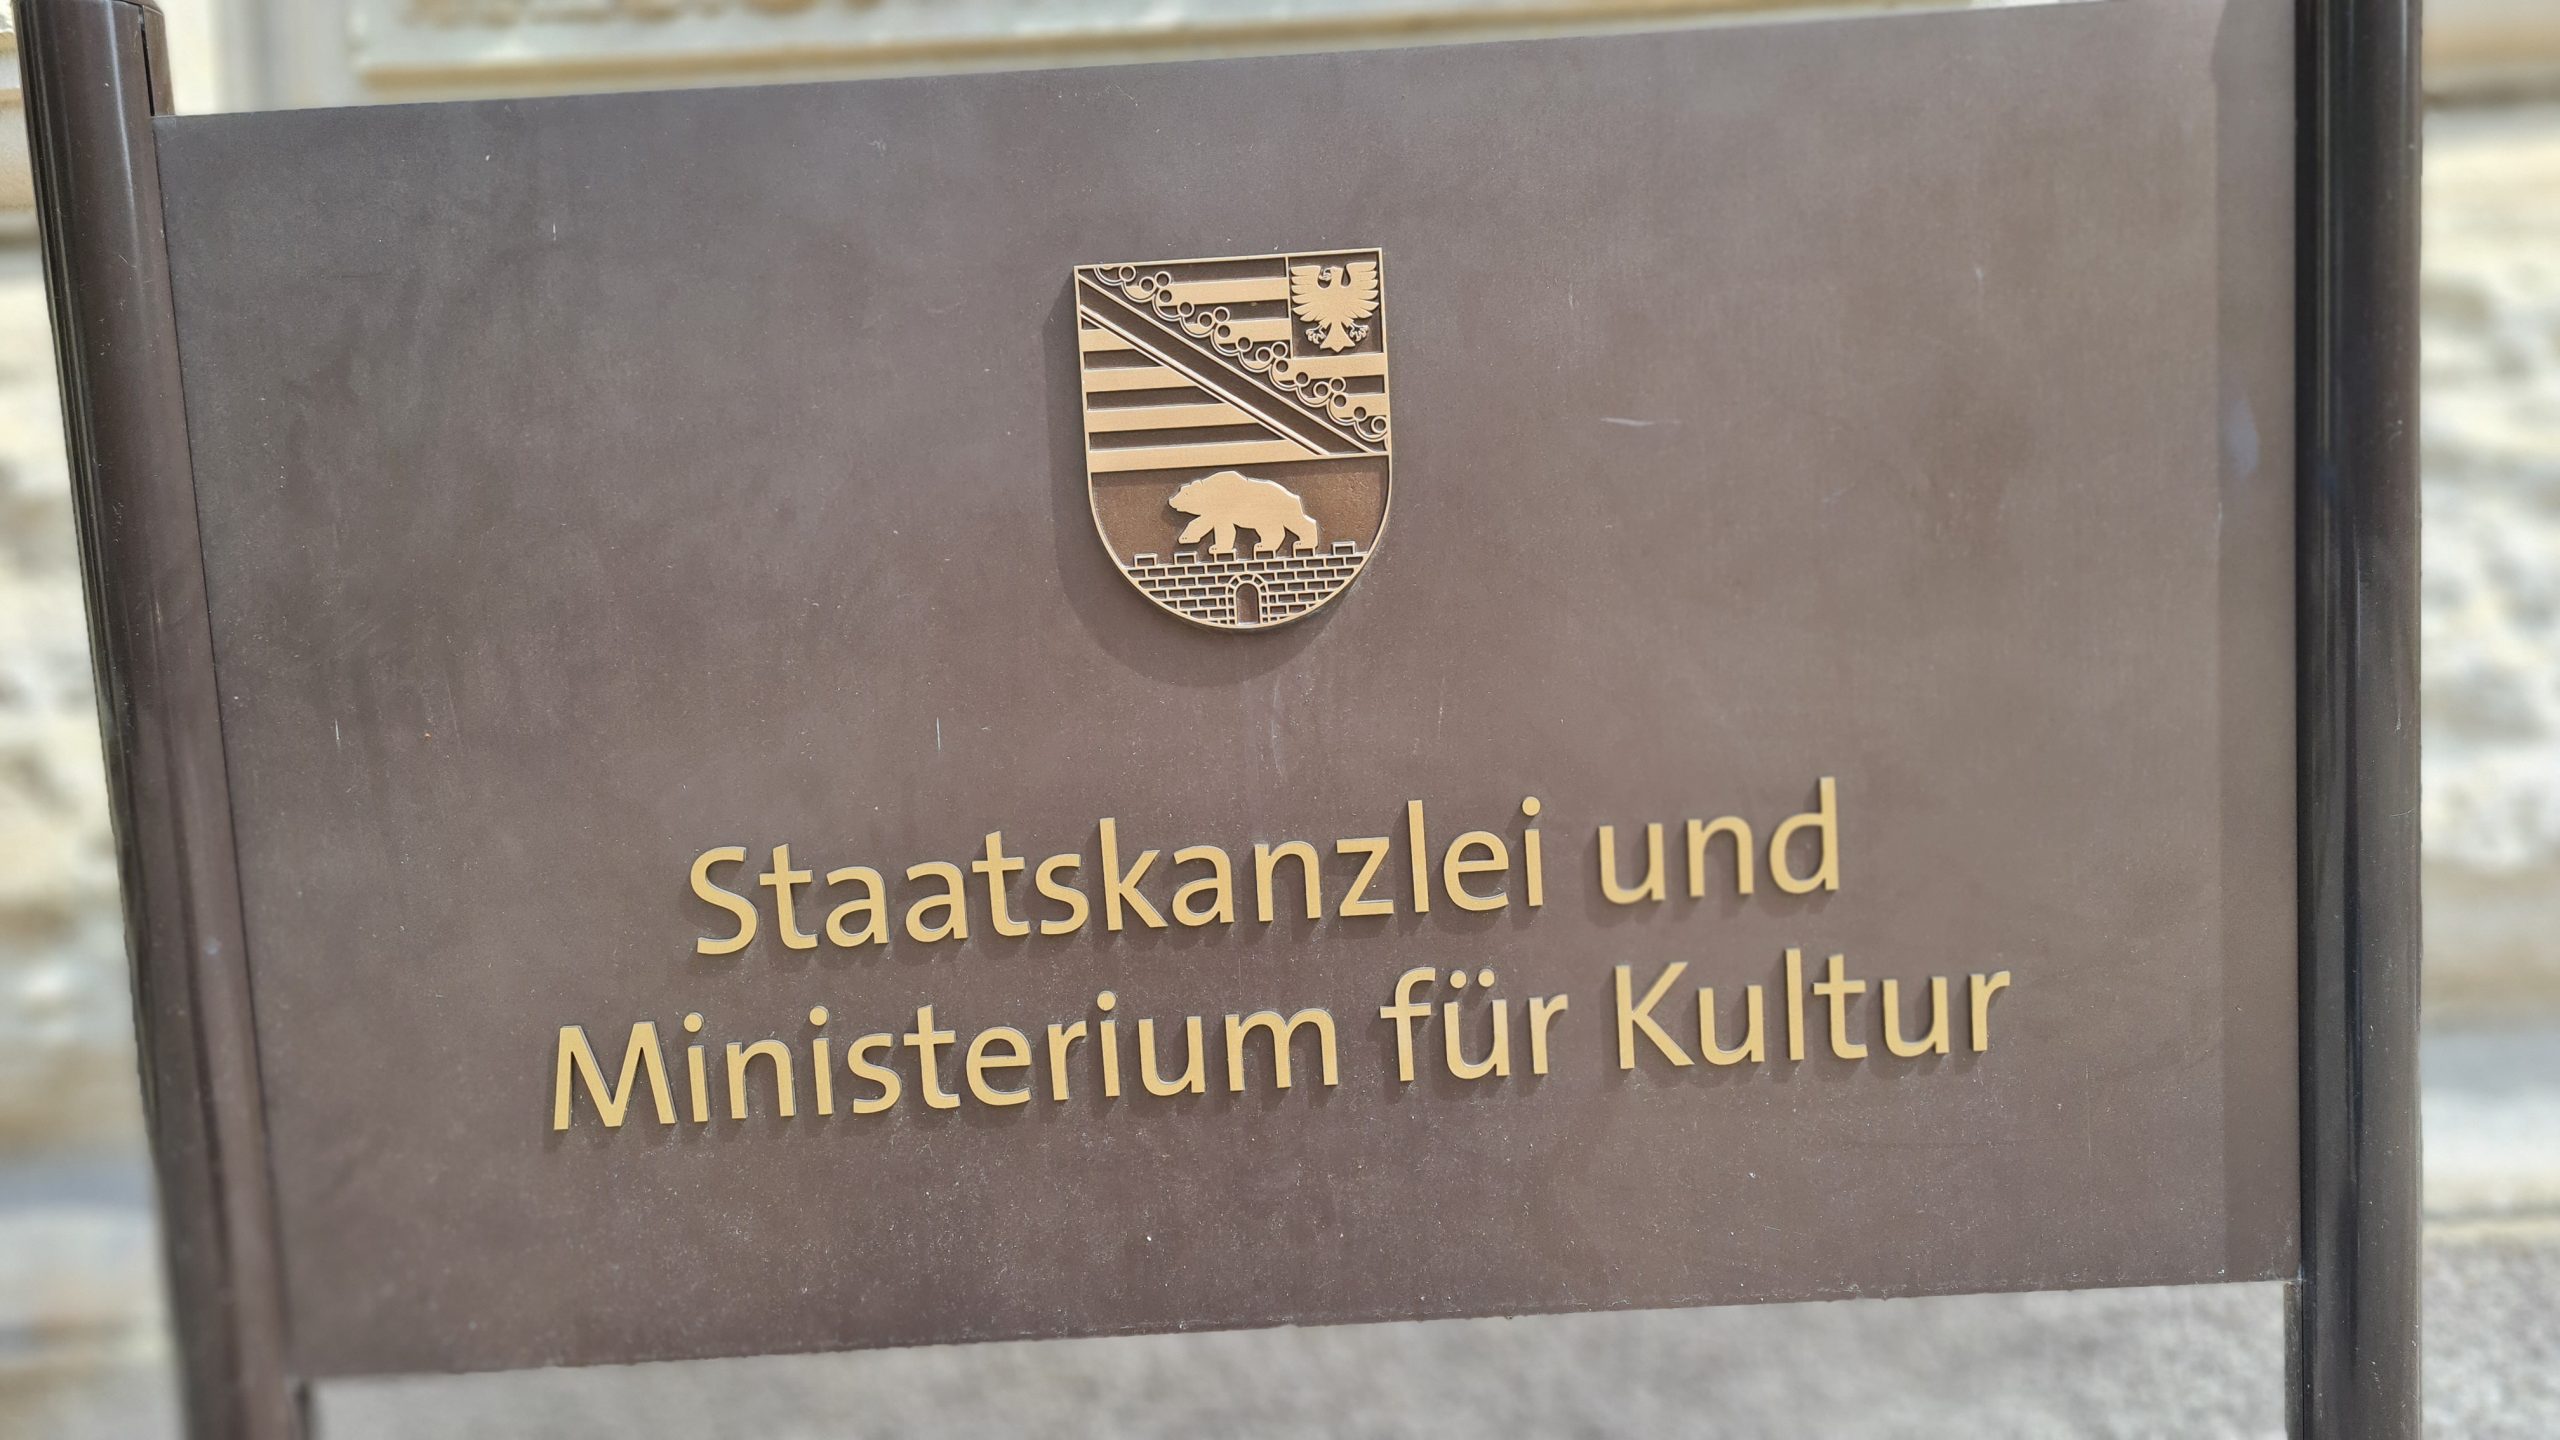 Staatskanzlei und
Ministerium für Kultur